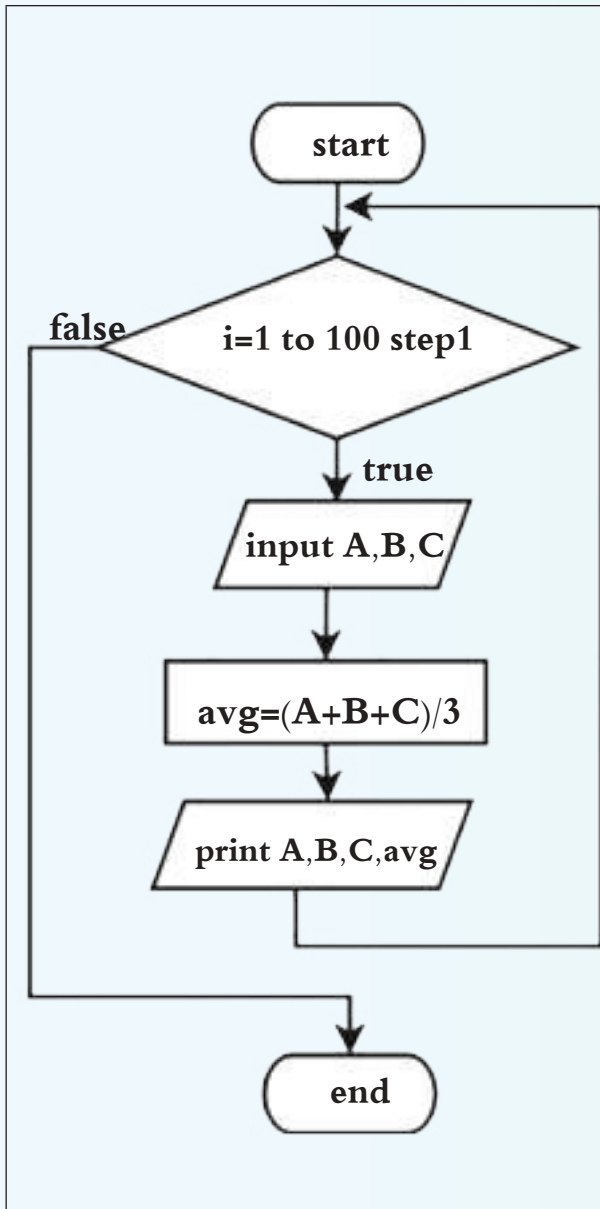 start
false
i=1 to 100 step1
true
input A,B,C
avg=(A+B+C)/3
print A,B,C,avg
end